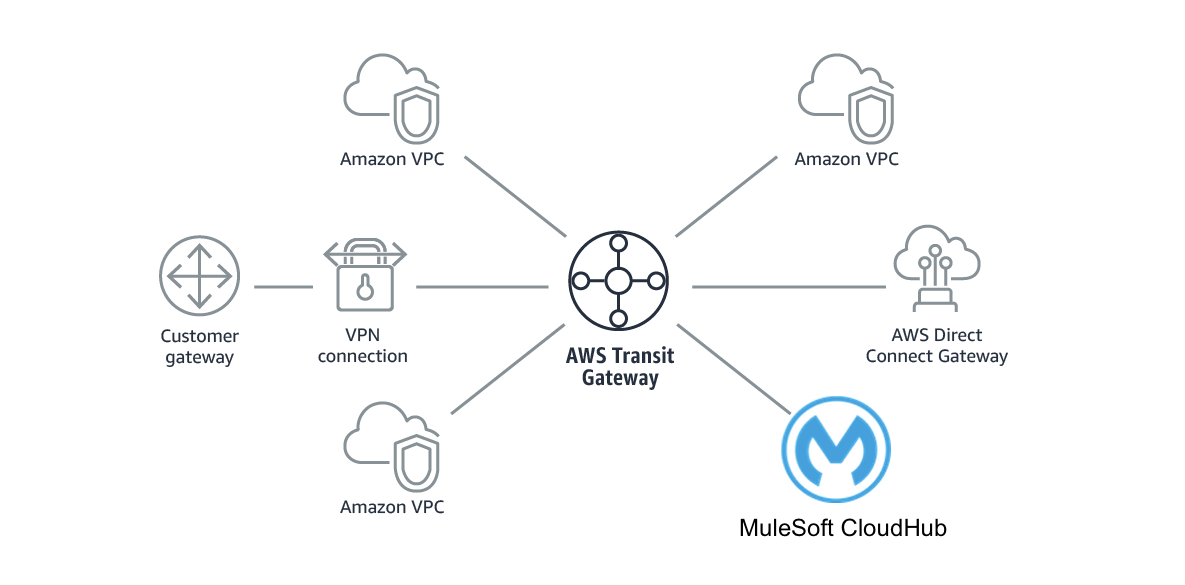 Amazon VPC
Amazon VPC
Customer
gateway
VPN
connection
AWS Transit
Gateway
AWS Direct
Connect Gateway
Amazon VPC
MuleSoft CloudHub